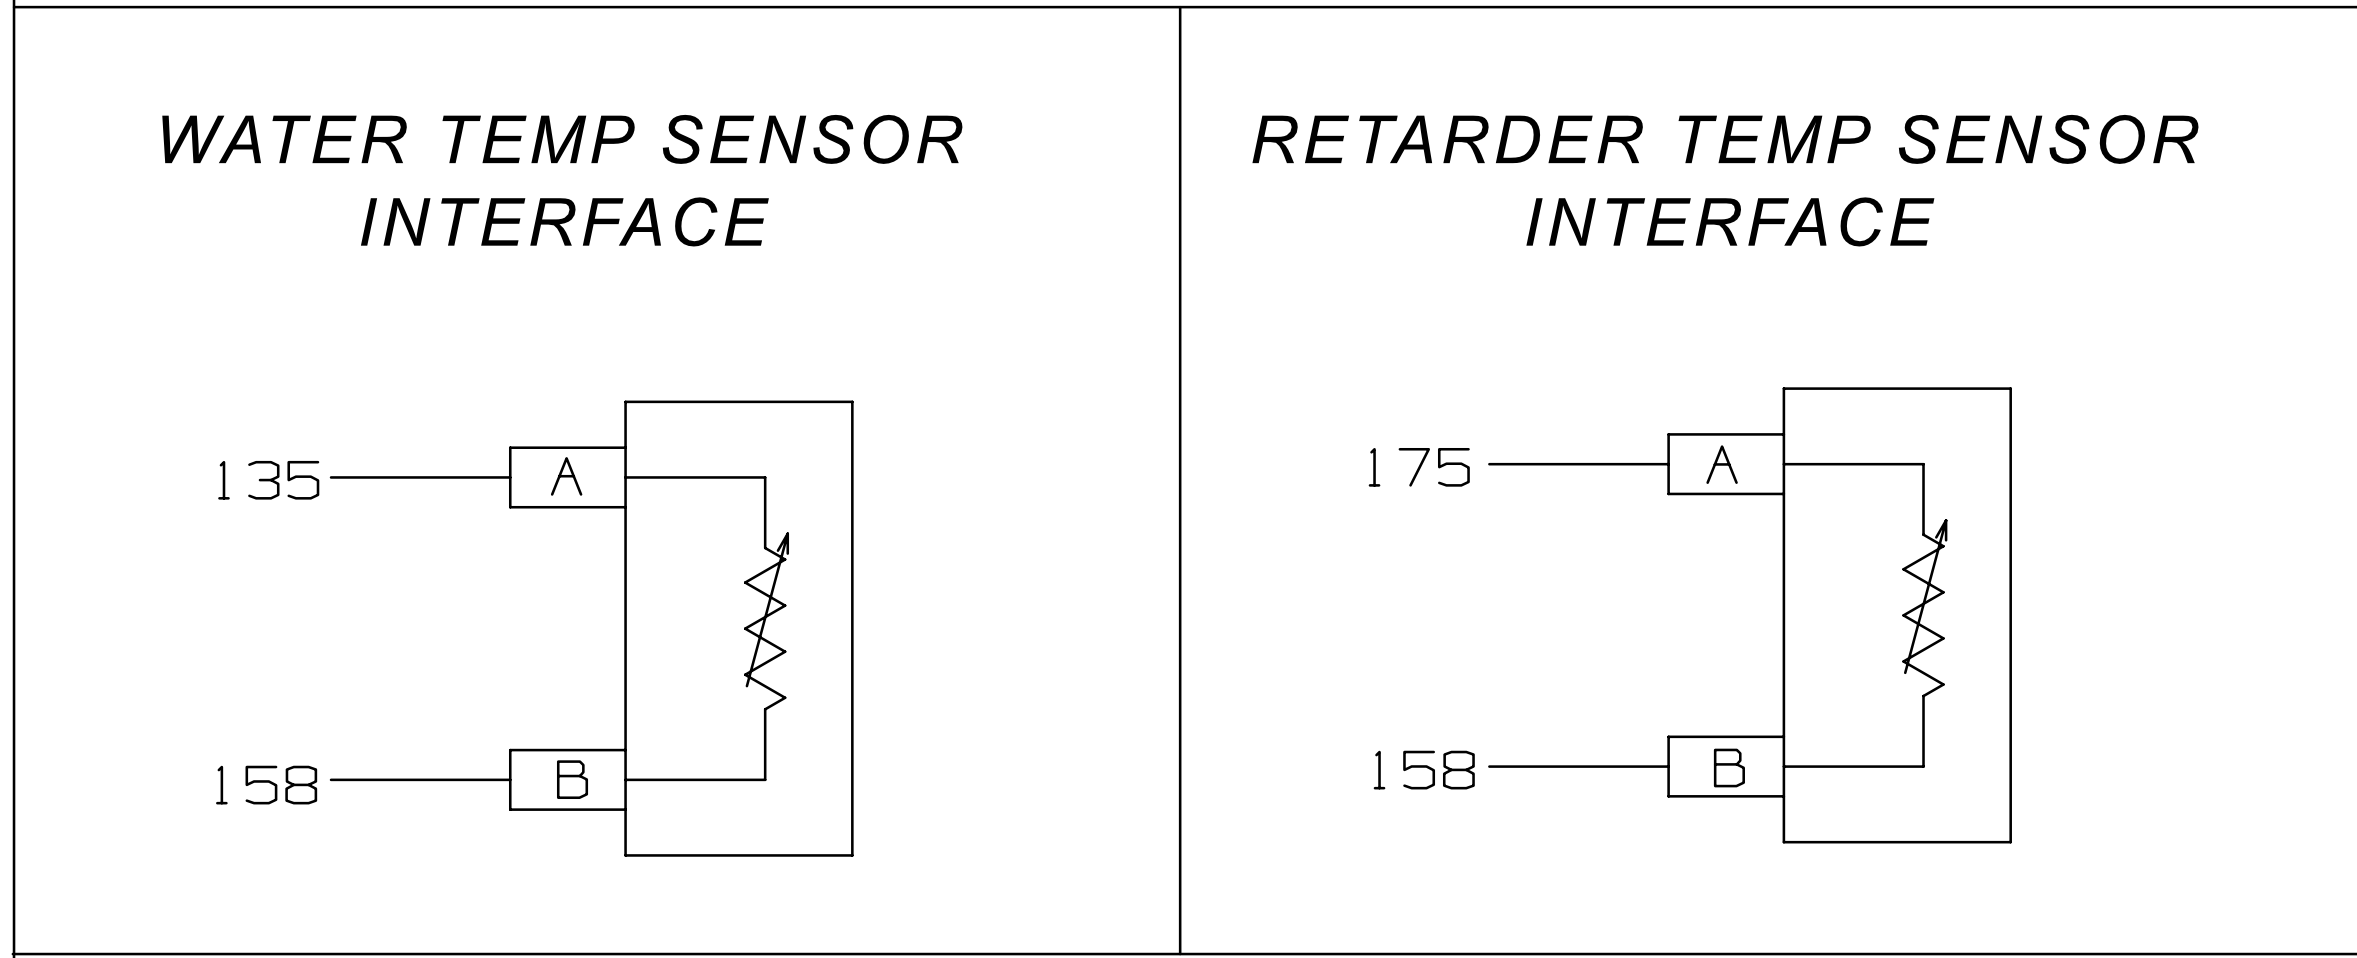 WATER TEMP SENSOR
INTERFACE
135
A
158
B
RETARDER TEMP SENSOR
INTERFACE
175
A
158
B